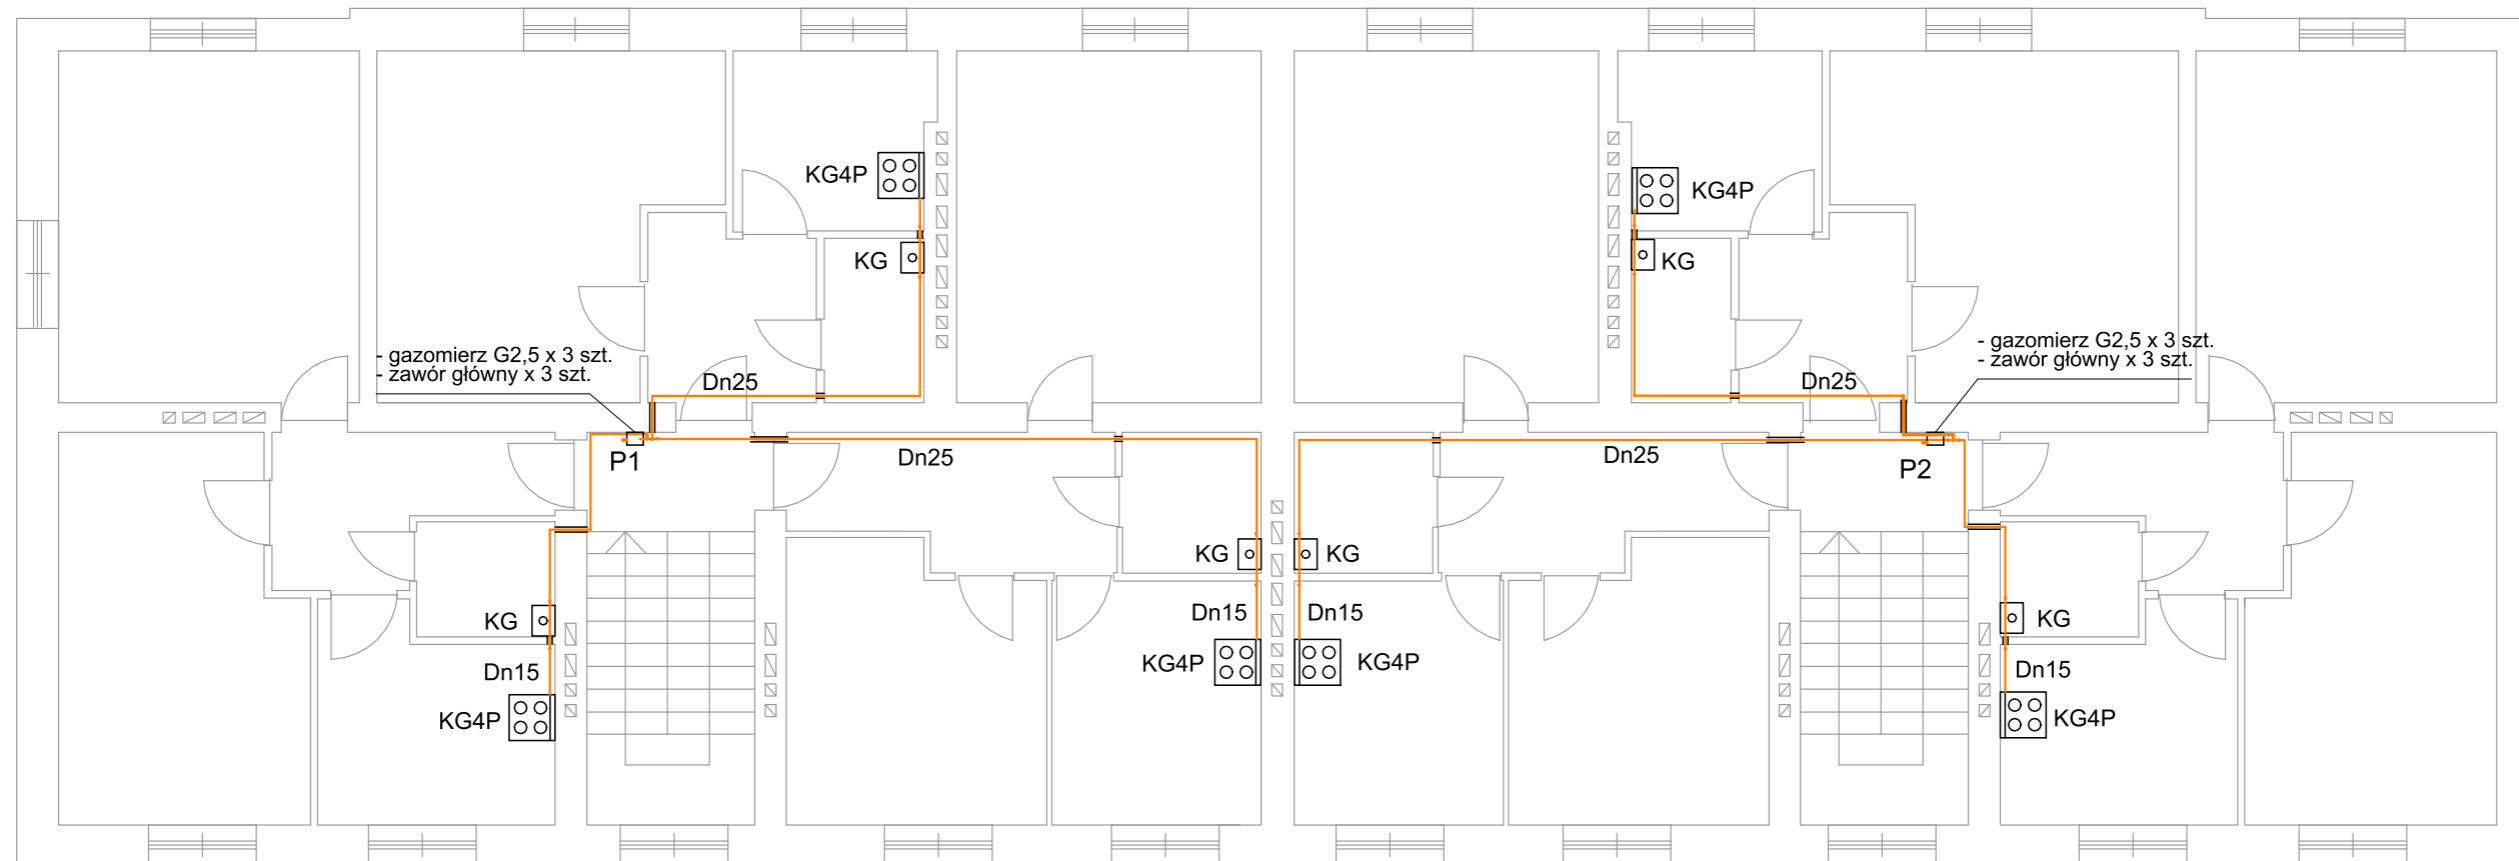 KG4P
KG4P
KG
KG
- gazomierz G2,5 x 3 szt.
- zawór główny x 3 szt.
- gazomierz G2,5 x 3 szt.
- zawór główny x 3 szt.
Dn25
Dn25
P1
Dn25
Dn25
P2
KG
KG
KG
KG
Dn15
Dn15
Dn15
Dn15
KG4P
KG4P
KG4P
KG4P